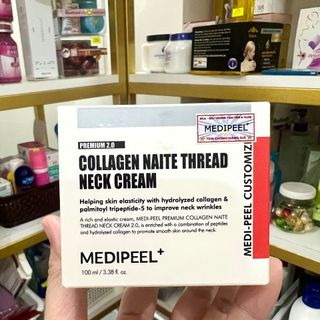 MEDIPEEL
PREMIUM 2.0
COLLAGEN NAITE THREAD
NECK CREAM
Helping skin elasticity with hydrolyzed collagen &
palmitoyl tripeptide-5 to improve neck wrinkles
A rich and elastic cream, MEDI-PEEL PREMIUM COLLAGEN NAITE
THREAD NECK CREAM 2.0, is enriched with a combination of peptides
and hydrolyzed collagen to promote smooth skin around the neck.
MEDIPEEL+
100 ml / 3.38 fl. oz.
MEDI-PEEL CUSTOMIZ